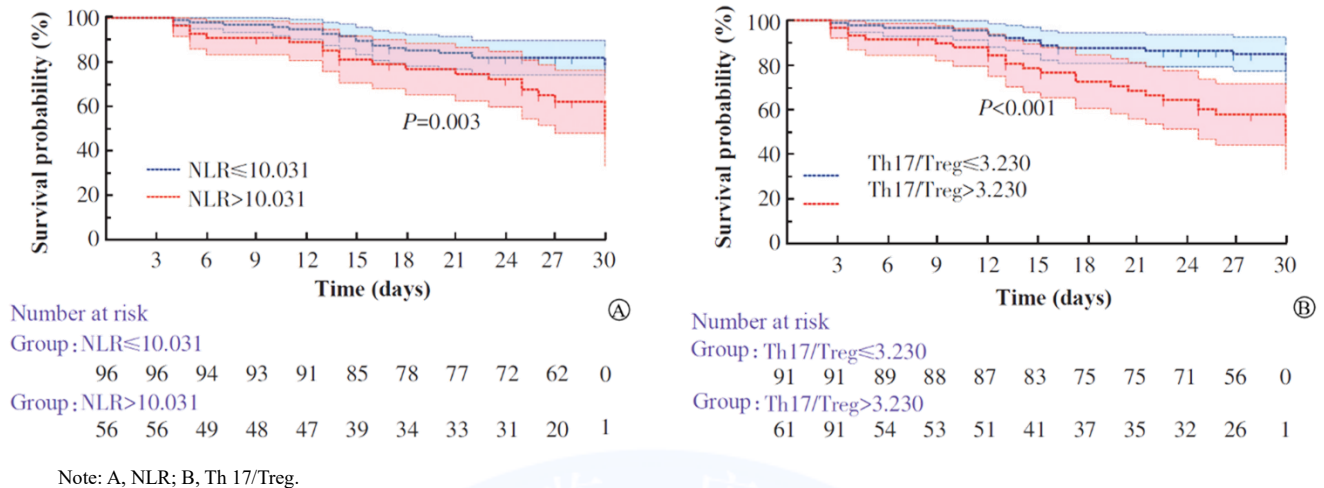 Survival probability (%)
100
80
60
40
20
0
P=0.003
NLR≤10.031
NLR>10.031
3 6 9 12 15 18 21 24 27 30
Time (days)
Ⓐ
Number at risk
Group:NLR≤10.031
96 96 94 93 91 85 78 77 72 62 0
Group:NLR>10.031
56 56 49 48 47 39 34 33 31 20 1
Survival probability (%)
100
80
60
40
20
0
P<0.001
Th17/Treg≤3.230
Th17/Treg>3.230
3 6 9 12 15 18 21 24 27 30
Time (days)
Ⓑ
Number at risk
Group:Th17/Treg≤3.230
91 91 89 88 87 83 75 75 71 56 0
Group:Th17/Treg>3.230
61 91 54 53 51 41 37 35 32 26 1
Note: A, NLR; B, Th 17/Treg.